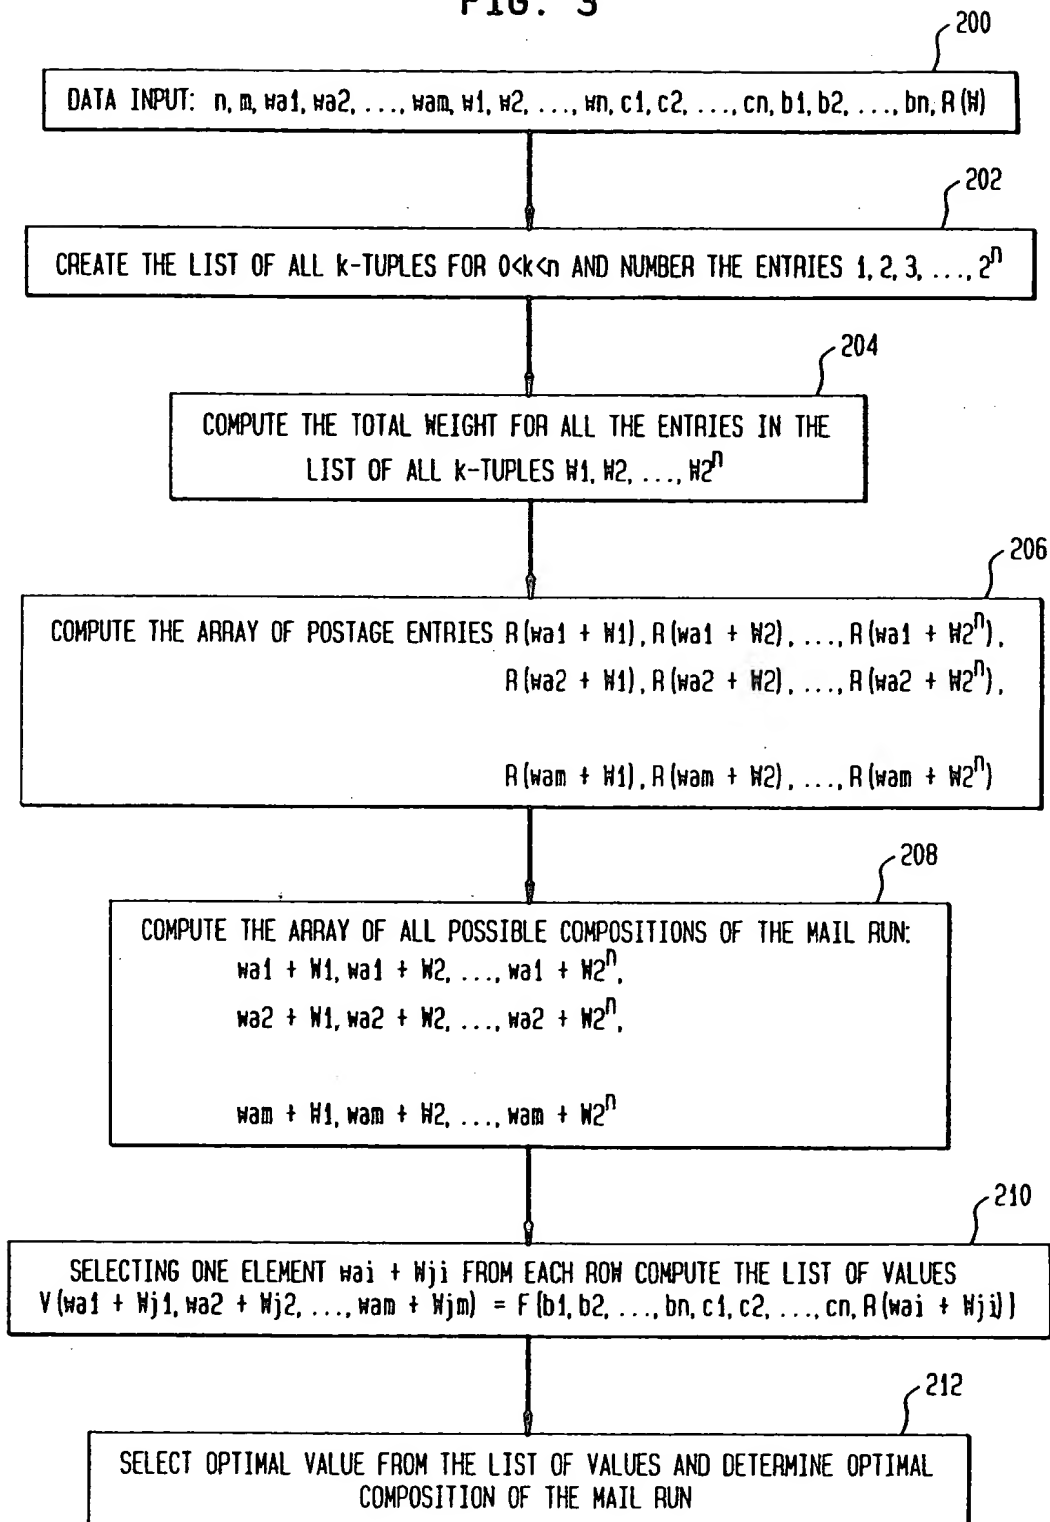 FIG. 3
200
DATA INPUT: n, m, wa1, wa2, ..., wam, w1, w2, ..., wn, c1, c2, ..., cn, b1, b2, ..., bn, R(W)
202
CREATE THE LIST OF ALL k-TUPLES FOR 0<k<n AND NUMBER THE ENTRIES 1, 2, 3, ..., 2^n
204
COMPUTE THE TOTAL WEIGHT FOR ALL THE ENTRIES IN THE
LIST OF ALL k-TUPLES W1, W2, ..., W2^n
206
COMPUTE THE ARRAY OF POSTAGE ENTRIES R(wa1 + W1), R(wa1 + W2), ..., R(wa1 + W2^n),
R(wa2 + W1), R(wa2 + W2), ..., R(wa2 + W2^n),
R(wam + W1), R(wam + W2), ..., R(wam + W2^n)
208
COMPUTE THE ARRAY OF ALL POSSIBLE COMPOSITIONS OF THE MAIL RUN:
wa1 + W1, wa1 + W2, ..., wa1 + W2^n,
wa2 + W1, wa2 + W2, ..., wa2 + W2^n,
wam + W1, wam + W2, ..., wam + W2^n
210
SELECTING ONE ELEMENT wai + Wji FROM EACH ROW COMPUTE THE LIST OF VALUES
V(wa1 + Wj1, wa2 + Wj2, ..., wam + Wjm) = F{b1, b2, ..., bn, c1, c2, ..., cn, R(wai + Wji)}
212
SELECT OPTIMAL VALUE FROM THE LIST OF VALUES AND DETERMINE OPTIMAL
COMPOSITION OF THE MAIL RUN